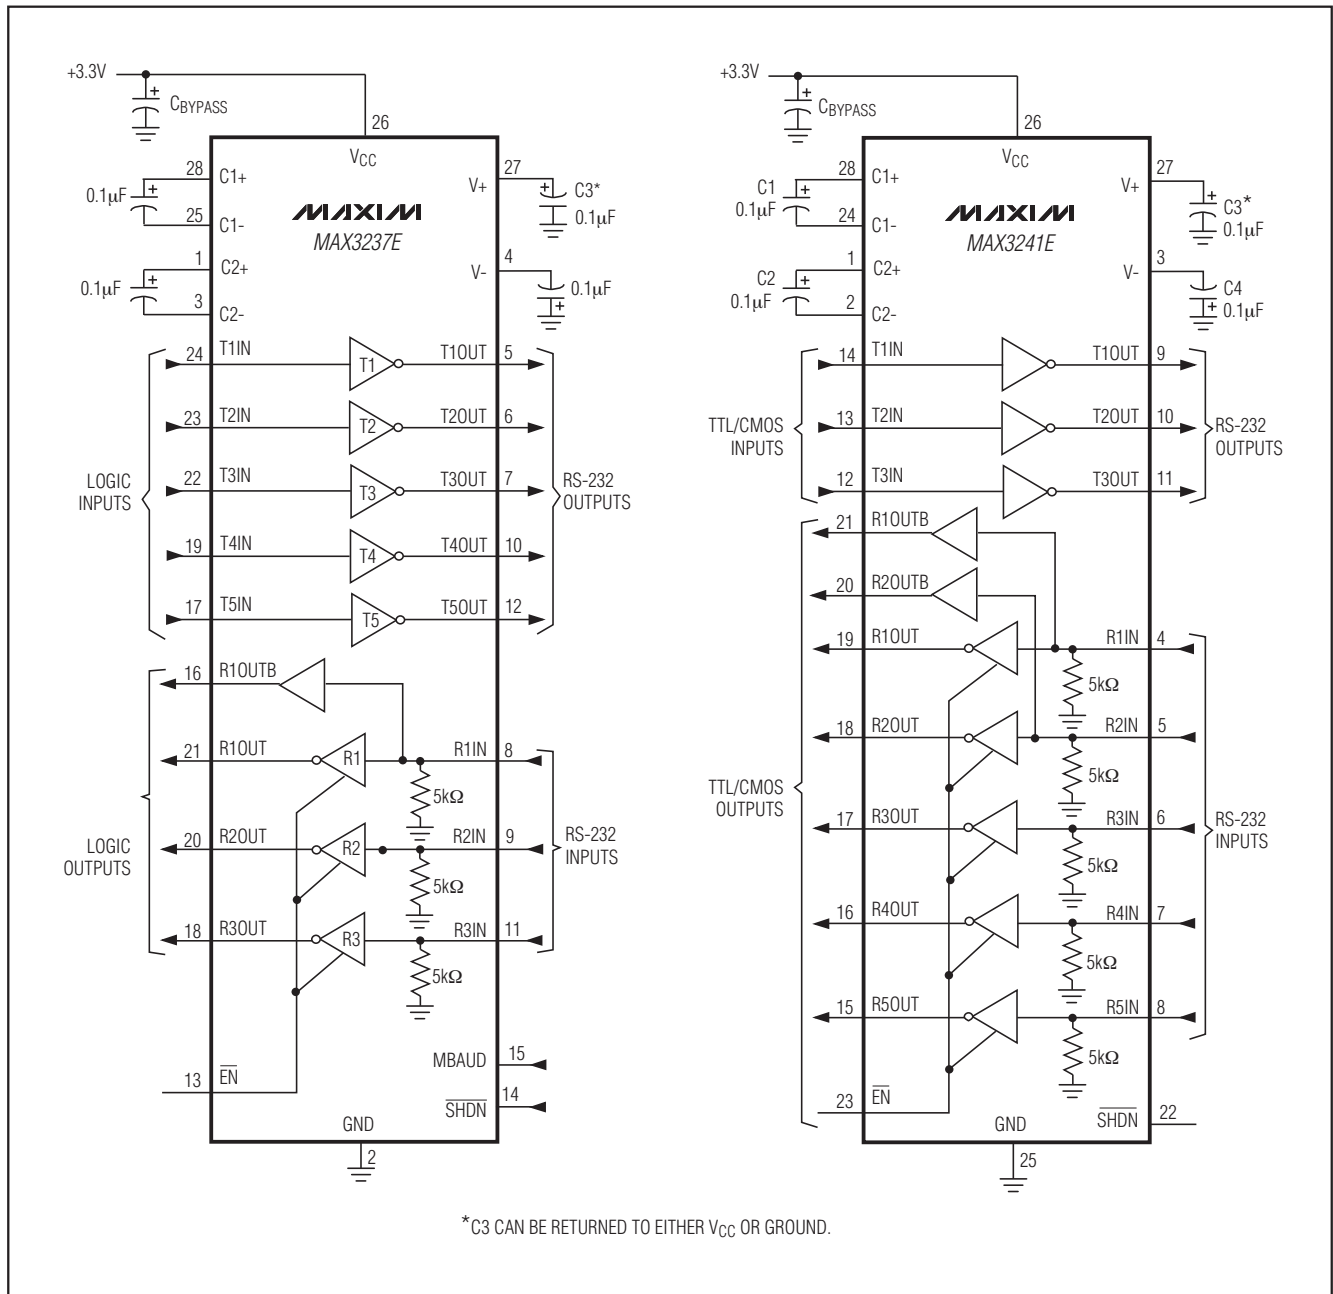 +3.3V
CBYPASS
26
VCC
28
C1+
0.1µF
25
C1-
1
C2+
0.1µF
3
C2-
MAXIM
MAX3237E
27
V+
C3*
0.1µF
4
V-
0.1µF
LOGIC
INPUTS
24 T1IN T1 T1OUT 5
23 T2IN T2 T2OUT 6
22 T3IN T3 T3OUT 7
19 T4IN T4 T4OUT 10
17 T5IN T5 T5OUT 12
RS-232
OUTPUTS
LOGIC
OUTPUTS
16 R1OUTB
21 R1OUT R1 R1IN 8
5kΩ
20 R2OUT R2 R2IN 9
5kΩ
18 R3OUT R3 R3IN 11
5kΩ
RS-232
INPUTS
MBAUD 15
13 E̅N̅
S̅H̅D̅N̅ 14
GND
2
+3.3V
CBYPASS
26
VCC
28
C1+
C1
0.1µF
24
C1-
1
C2+
C2
0.1µF
2
C2-
MAXIM
MAX3241E
27
V+
C3*
0.1µF
3
V-
C4
0.1µF
TTL/CMOS
INPUTS
14 T1IN T1OUT 9
13 T2IN T2OUT 10
12 T3IN T3OUT 11
RS-232
OUTPUTS
TTL/CMOS
OUTPUTS
21 R1OUTB
20 R2OUTB
19 R1OUT R1IN 4
5kΩ
18 R2OUT R2IN 5
5kΩ
17 R3OUT R3IN 6
5kΩ
16 R4OUT R4IN 7
5kΩ
15 R5OUT R5IN 8
5kΩ
RS-232
INPUTS
23 E̅N̅
S̅H̅D̅N̅ 22
GND
25
*C3 CAN BE RETURNED TO EITHER VCC OR GROUND.